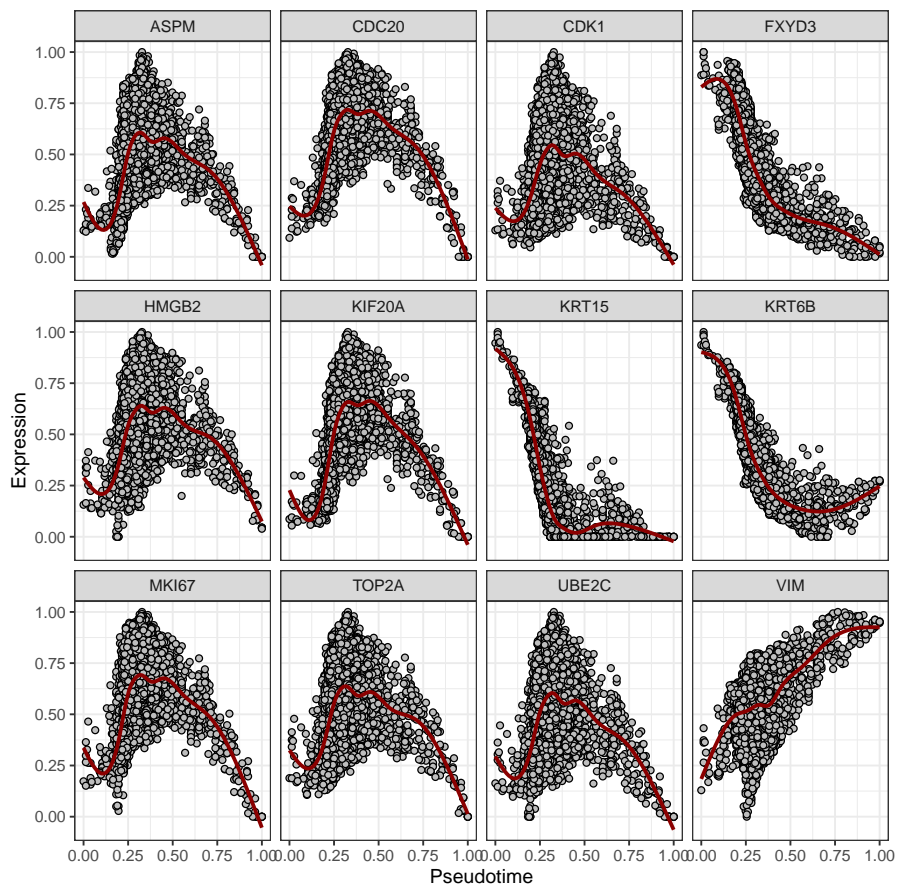 ASPM CDC20 CDK1 FXYD3
1.00
0.75
0.50
0.25
0.00
HMGB2 KIF20A KRT15 KRT6B
1.00
0.75
0.50
0.25
0.00
Expression
MKI67 TOP2A UBE2C VIM
1.00
0.75
0.50
0.25
0.00
0.00 0.25 0.50 0.75 1.00 0.00 0.25 0.50 0.75 1.00 0.00 0.25 0.50 0.75 1.00 0.00 0.25 0.50 0.75 1.00
Pseudotime